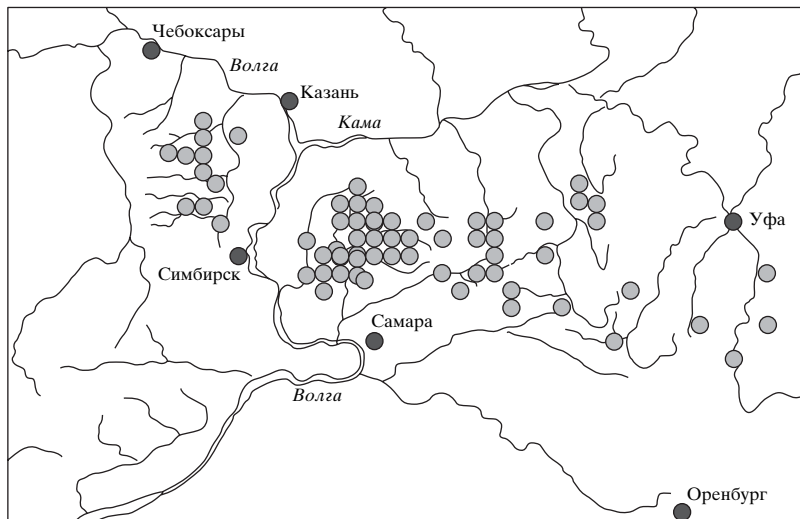 Чебоксары
Волга
Казань
Кама
Уфа
Симбирск
Самара
Волга
Оренбург